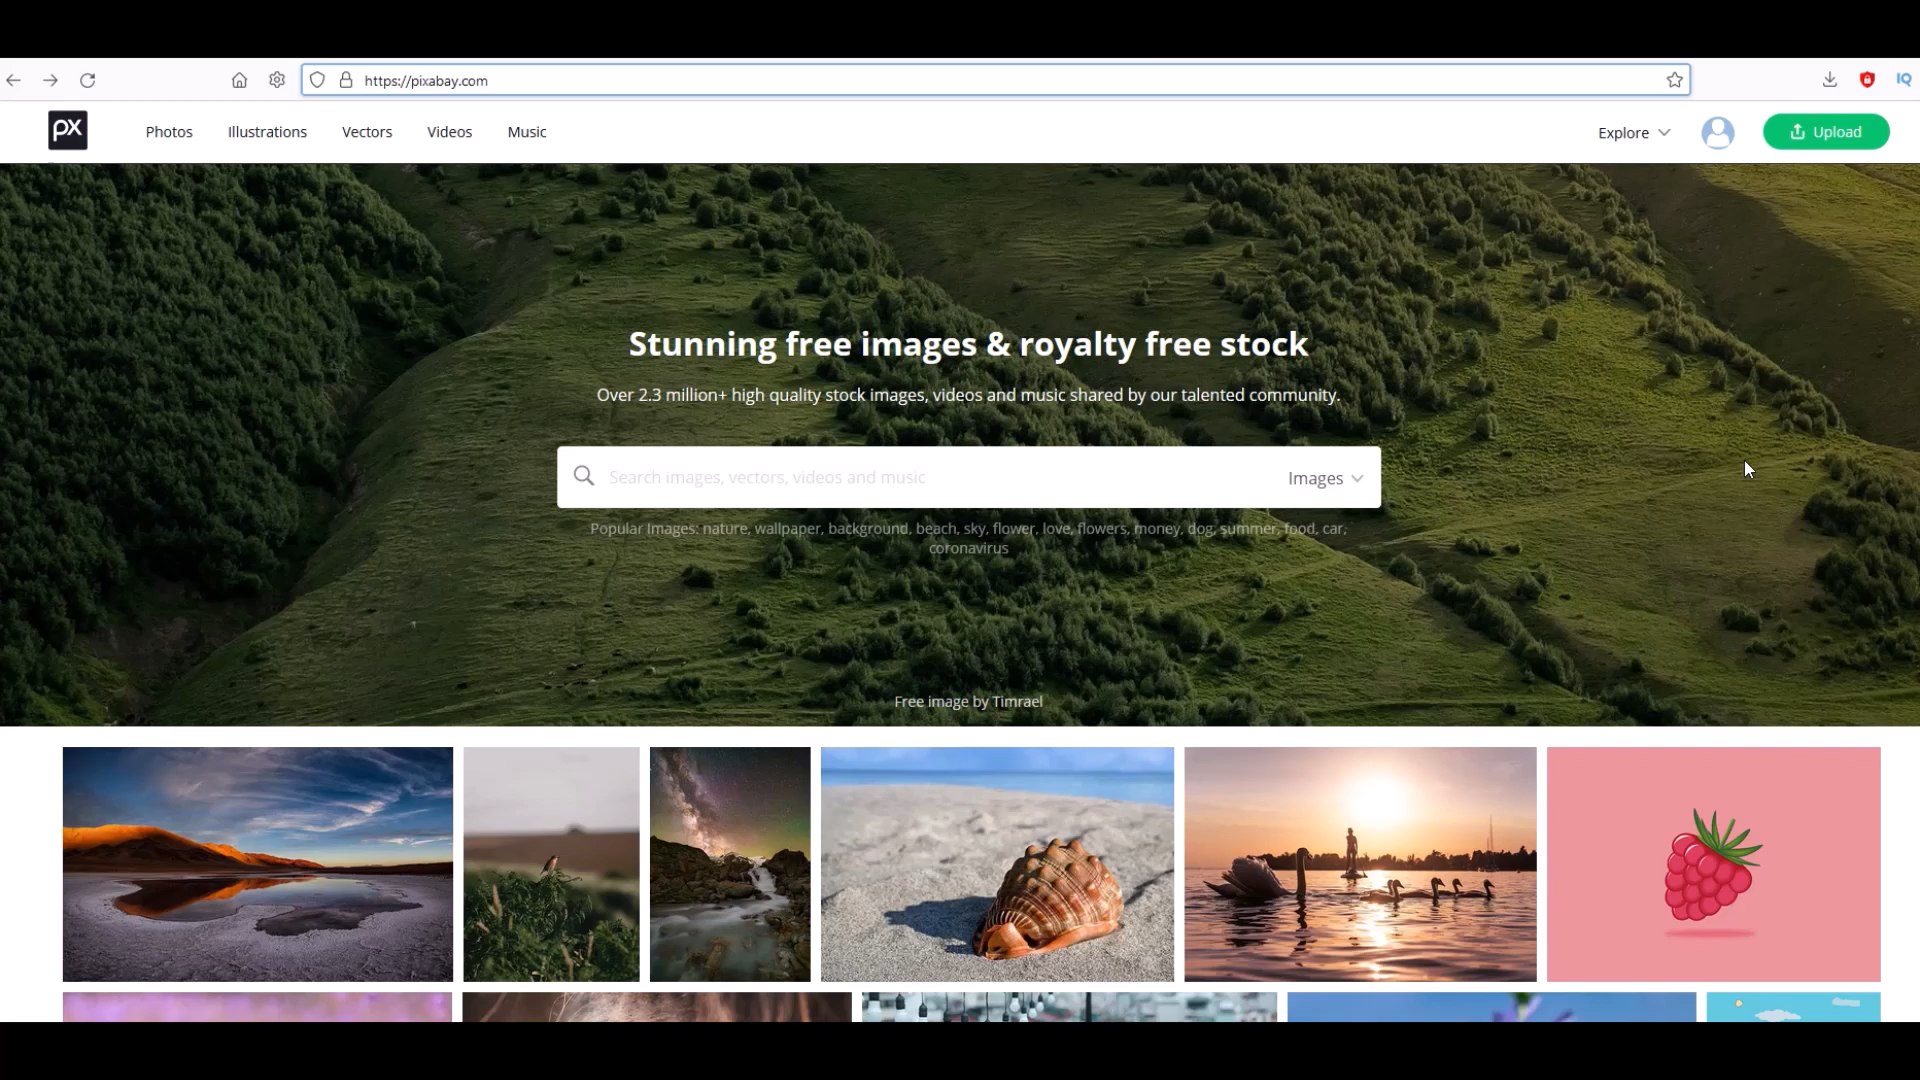 https://pixabay.com
IQ
px
Photos
Illustrations
Vectors
Videos
Music
Explore
Upload
Stunning free images & royalty free stock
Over 2.3 million+ high quality stock images, videos and music shared by our talented community.
Search images, vectors, videos and music
Images
Popular Images: nature, wallpaper, background, beach, sky, flower, love, flowers, money, dog, summer, food, car,
coronavirus
Free image by Timrael